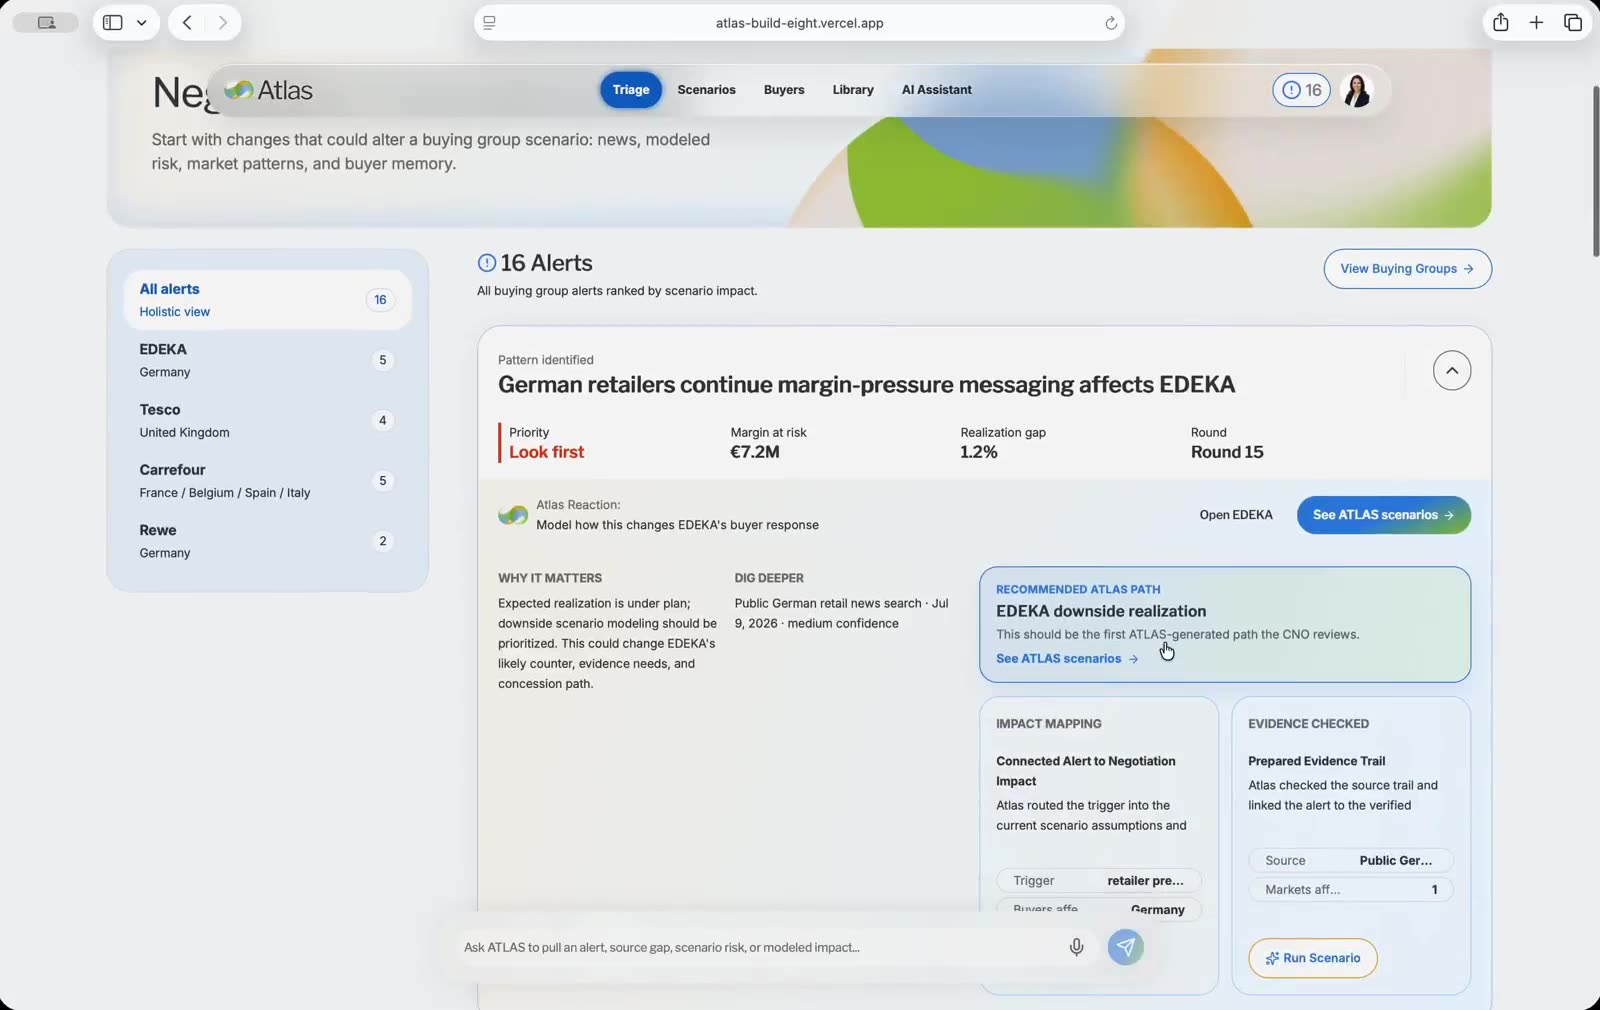 atlas-build-eight.vercel.app
Atlas
Triage
Scenarios
Buyers
Library
AI Assistant
16
Start with changes that could alter a buying group scenario: news, modeled
risk, market patterns, and buyer memory.
All alerts
Holistic view
16
EDEKA
Germany
5
Tesco
United Kingdom
4
Carrefour
France / Belgium / Spain / Italy
5
Rewe
Germany
2
16 Alerts
All buying group alerts ranked by scenario impact.
View Buying Groups →
Pattern identified
German retailers continue margin-pressure messaging affects EDEKA
Priority
Look first
Margin at risk
€7.2M
Realization gap
1.2%
Round
Round 15
Atlas Reaction:
Model how this changes EDEKA's buyer response
Open EDEKA
See ATLAS scenarios →
WHY IT MATTERS
Expected realization is under plan;
downside scenario modeling should be
prioritized. This could change EDEKA's
likely counter, evidence needs, and
concession path.
DIG DEEPER
Public German retail news search · Jul
9, 2026 · medium confidence
RECOMMENDED ATLAS PATH
EDEKA downside realization
This should be the first ATLAS-generated path the CNO reviews.
See ATLAS scenarios →
IMPACT MAPPING
Connected Alert to Negotiation
Impact
Atlas routed the trigger into the
current scenario assumptions and
Trigger retailer pre...
Buyers affe Germany
EVIDENCE CHECKED
Prepared Evidence Trail
Atlas checked the source trail and
linked the alert to the verified
Source Public Ger...
Markets aff... 1
Run Scenario
Ask ATLAS to pull an alert, source gap, scenario risk, or modeled impact...